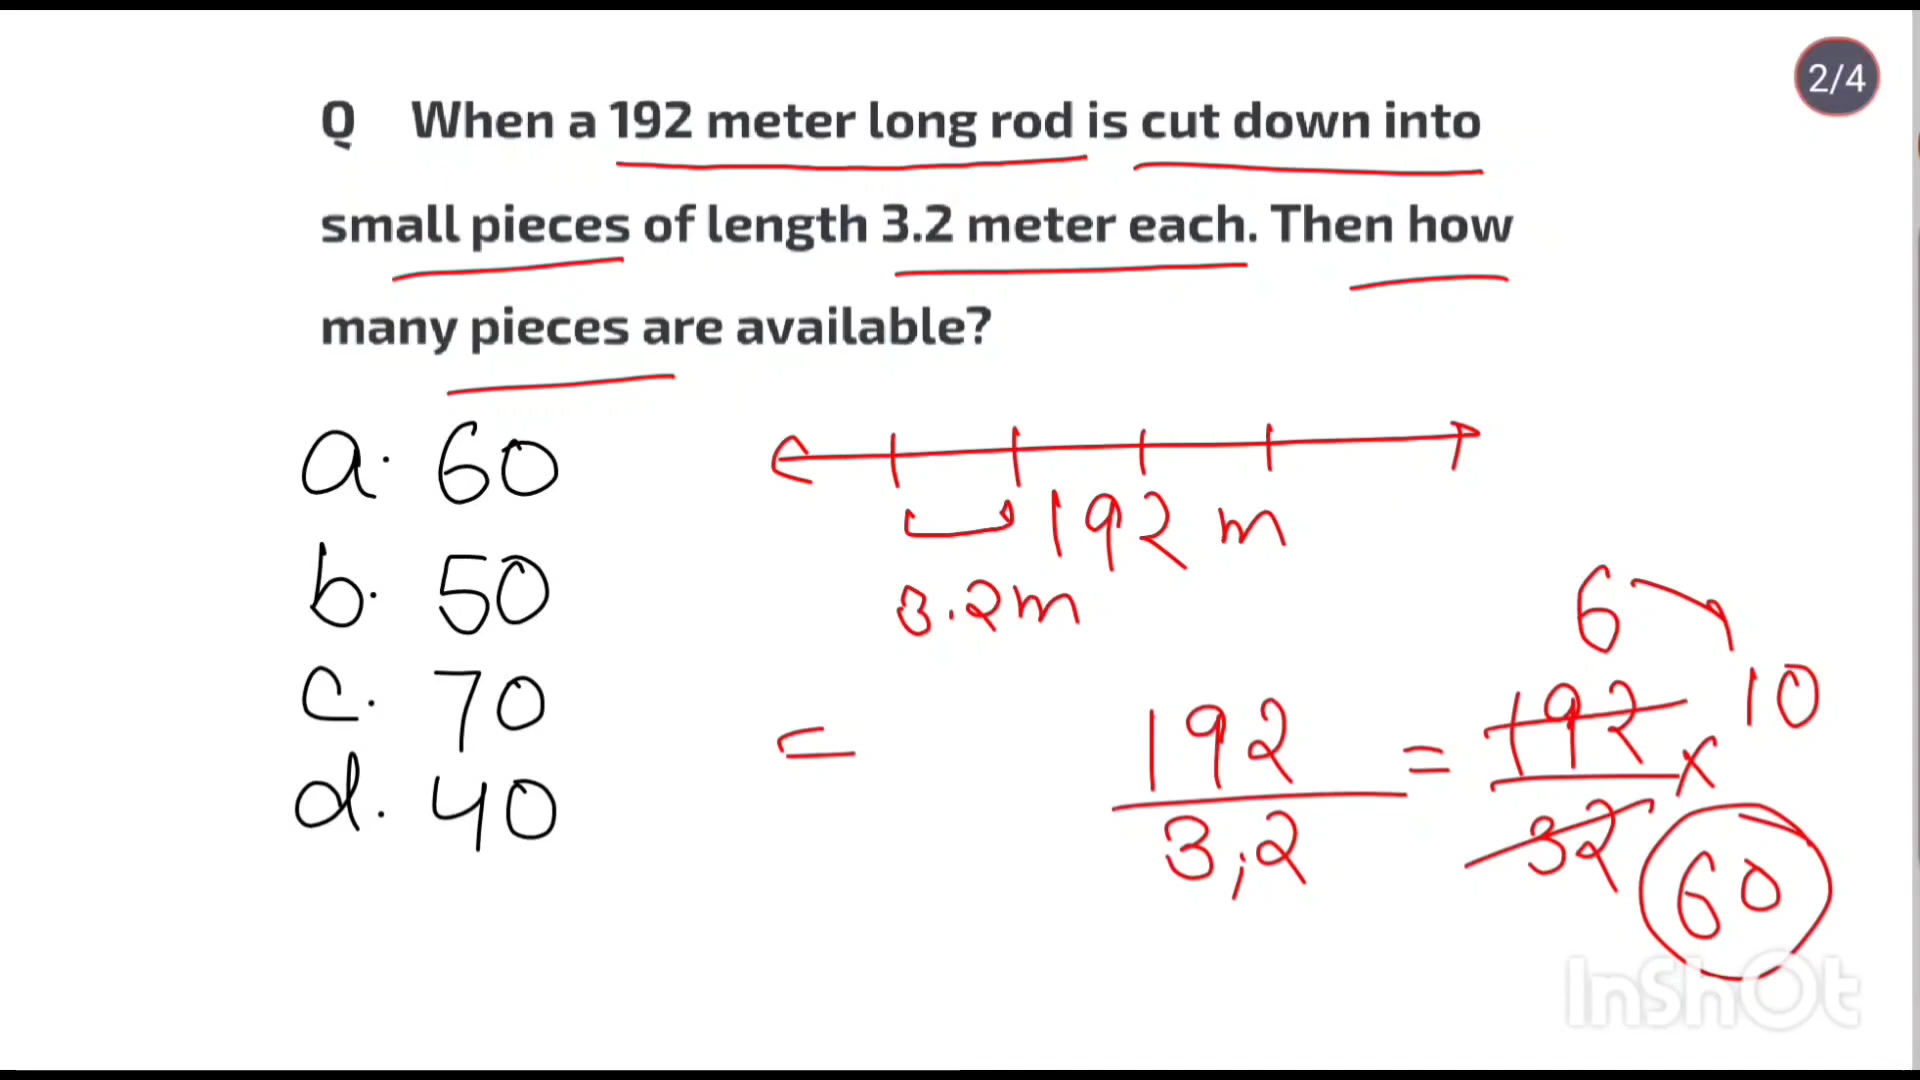 2/4
Q When a 192 meter long rod is cut down into
small pieces of length 3.2 meter each. Then how
many pieces are available?
a. 60
b. 50
c. 70
d. 40
192 m
3.2m
6
= 192 = 192 x 10
3,2 32
60
InShOt